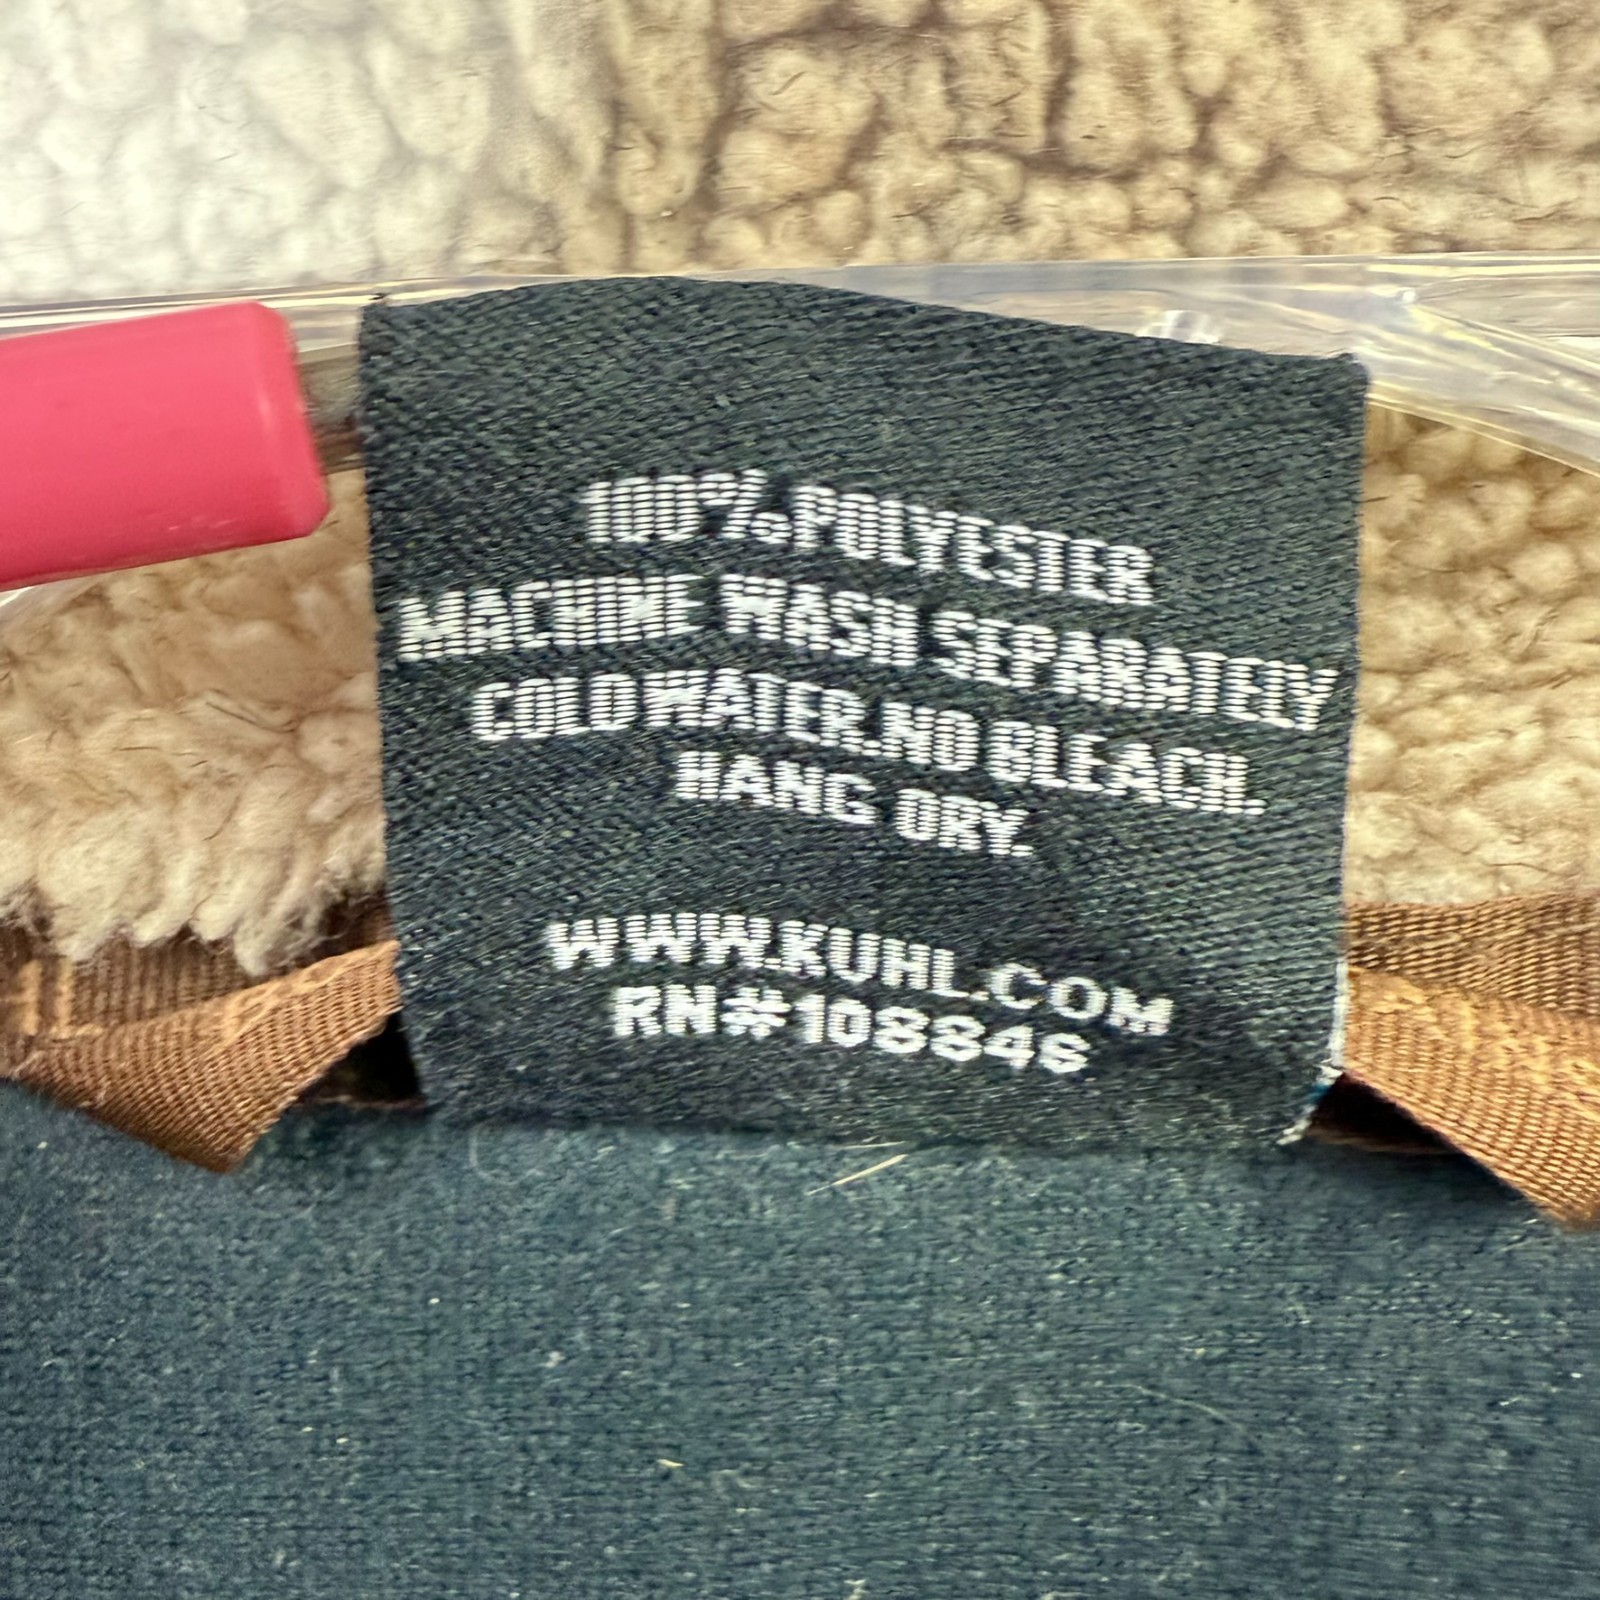 100% POLYESTER
MACHINE WASH SEPARATELY
COLD WATER. NO BLEACH.
HANG DRY.
WWW.KUHL.COM
RN#108846